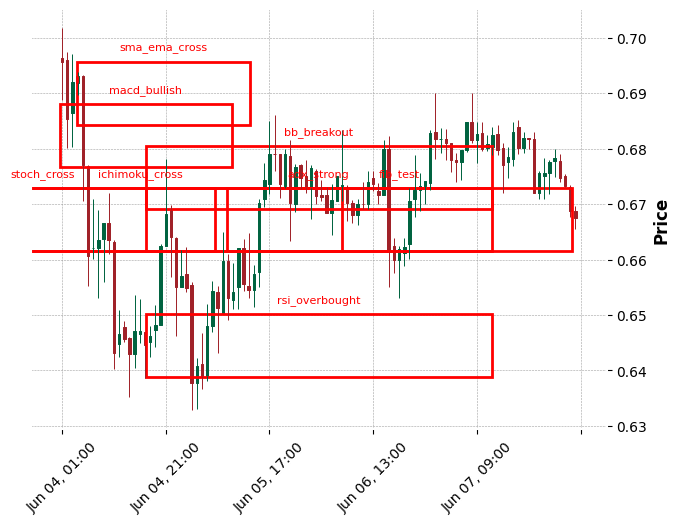 sma_ema_cross
macd_bullish
bb_breakout
stoch_cross
ichimoku_cross
rsi_overbought
0.70
0.69
0.68
0.67
0.66
0.65
0.64
0.63
Price
Jun 04, 01:00
Jun 04, 21:00
Jun 05, 17:00
Jun 06, 13:00
Jun 07, 09:00